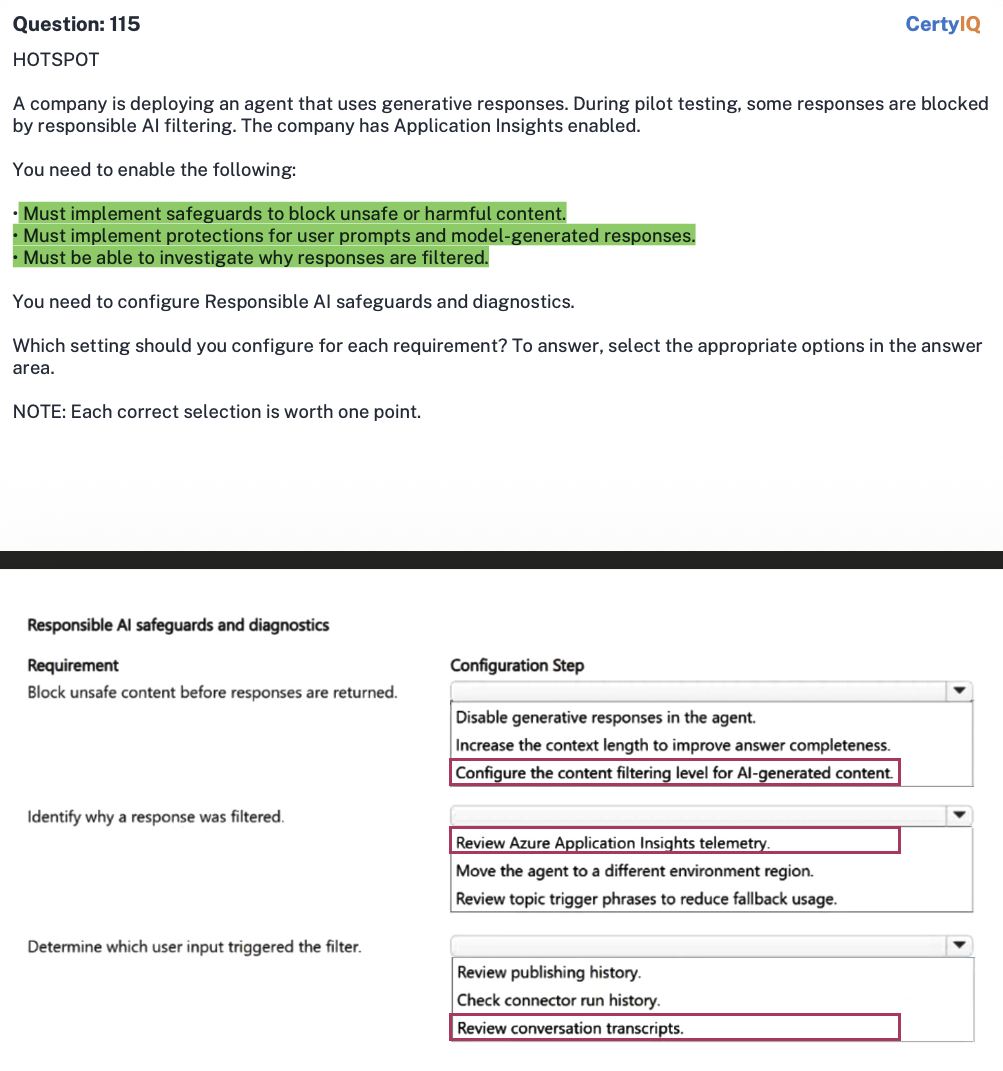 Question: 115
CertyIQ
HOTSPOT
A company is deploying an agent that uses generative responses. During pilot testing, some responses are blocked
by responsible AI filtering. The company has Application Insights enabled.
You need to enable the following:
• Must implement safeguards to block unsafe or harmful content.
• Must implement protections for user prompts and model-generated responses.
• Must be able to investigate why responses are filtered.
You need to configure Responsible AI safeguards and diagnostics.
Which setting should you configure for each requirement? To answer, select the appropriate options in the answer
area.
NOTE: Each correct selection is worth one point.
Responsible AI safeguards and diagnostics
Requirement
Configuration Step
Block unsafe content before responses are returned.
Disable generative responses in the agent.
Increase the context length to improve answer completeness.
Configure the content filtering level for AI-generated content.
Identify why a response was filtered.
Review Azure Application Insights telemetry.
Move the agent to a different environment region.
Review topic trigger phrases to reduce fallback usage.
Determine which user input triggered the filter.
Review publishing history.
Check connector run history.
Review conversation transcripts.